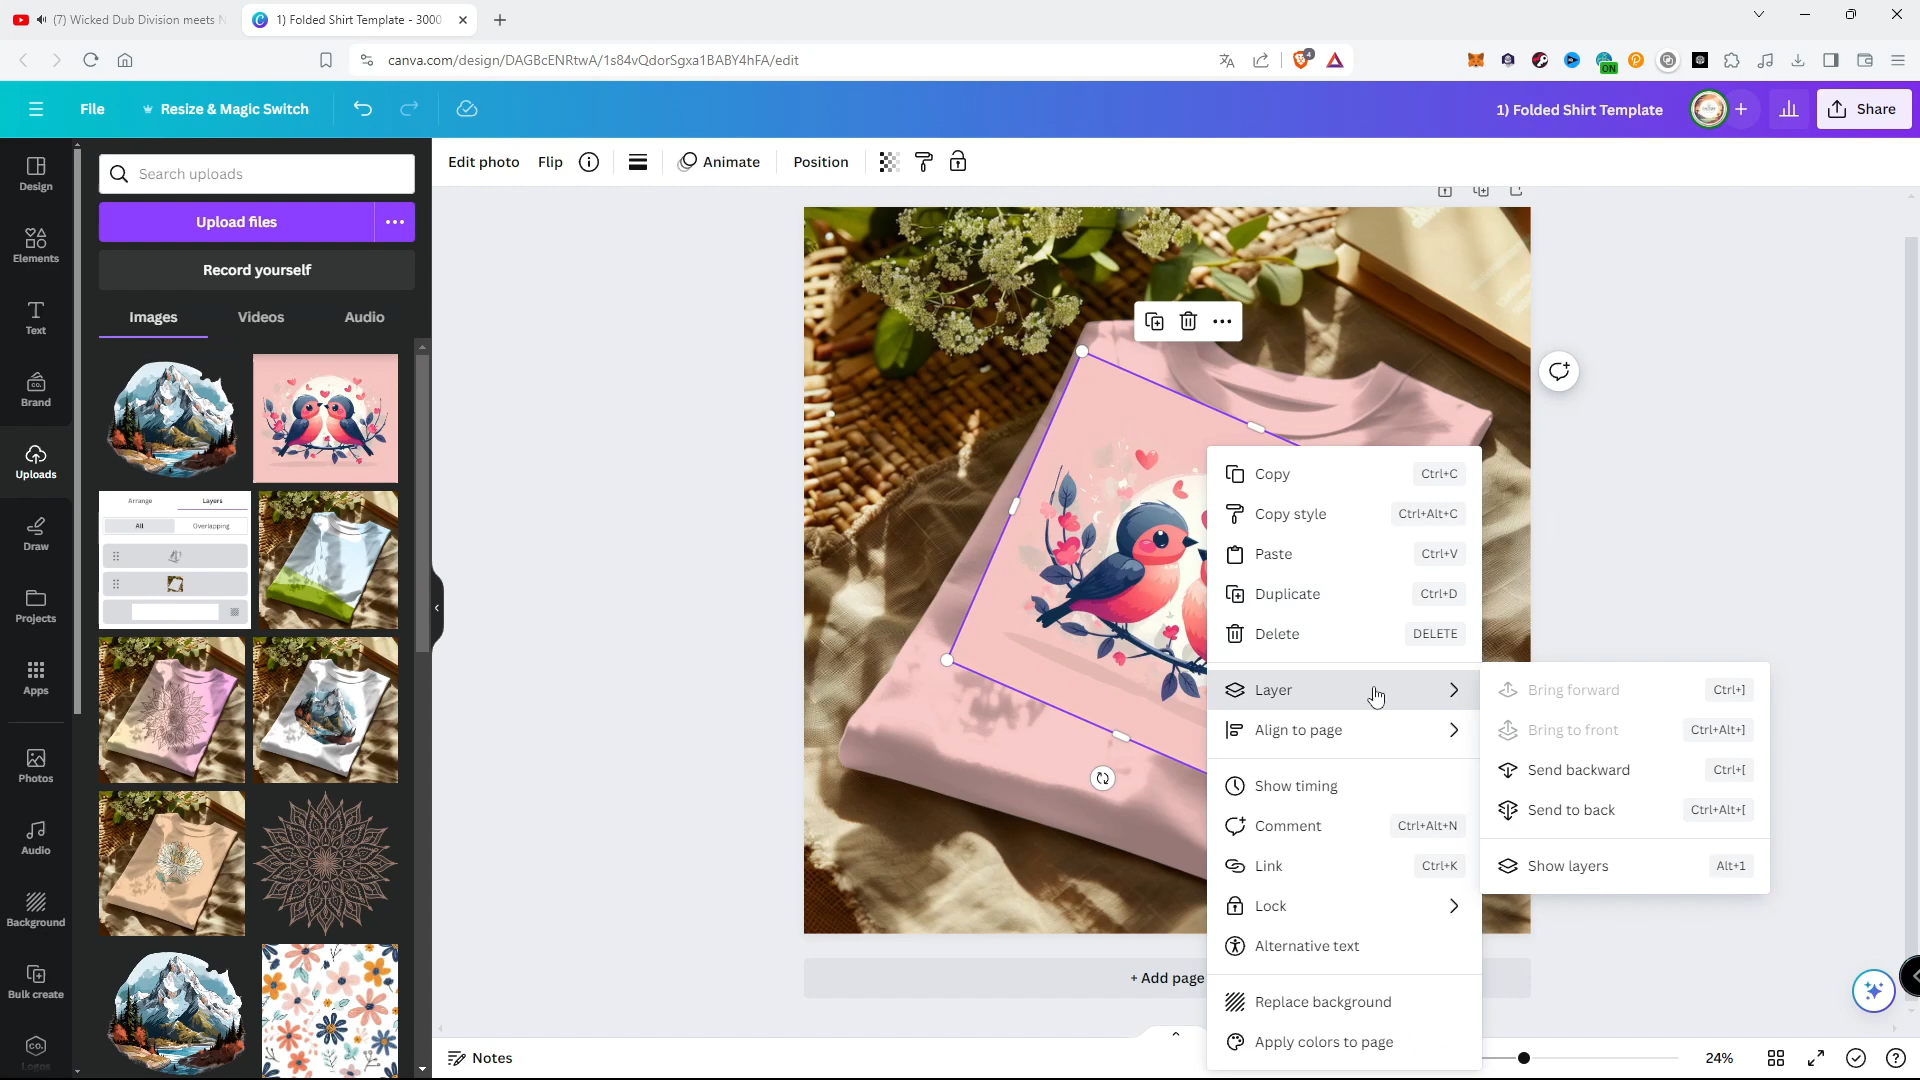 (7) Wicked Dub Division meets N
1) Folded Shirt Template - 3000
canva.com/design/DAGBcENRtwA/1s84vQdorSgxa1BABY4hFA/edit
4
ON
File
Resize & Magic Switch
1) Folded Shirt Template
Share
Design
Elements
Text
Brand
Uploads
Draw
Projects
Apps
Photos
Audio
Background
Bulk create
Logos
Search uploads
Upload files
Record yourself
Images
Videos
Audio
Arrange
Layers
All
Overlapping
Edit photo
Flip
Animate
Position
Copy
Ctrl+C
Copy style
Ctrl+Alt+C
Paste
Ctrl+V
Duplicate
Ctrl+D
Delete
DELETE
Layer
Align to page
Show timing
Comment
Ctrl+Alt+N
Link
Ctrl+K
Lock
Alternative text
Replace background
Apply colors to page
Bring forward
Ctrl+]
Bring to front
Ctrl+Alt+]
Send backward
Ctrl+[
Send to back
Ctrl+Alt+[
Show layers
Alt+1
+ Add page
Notes
24%